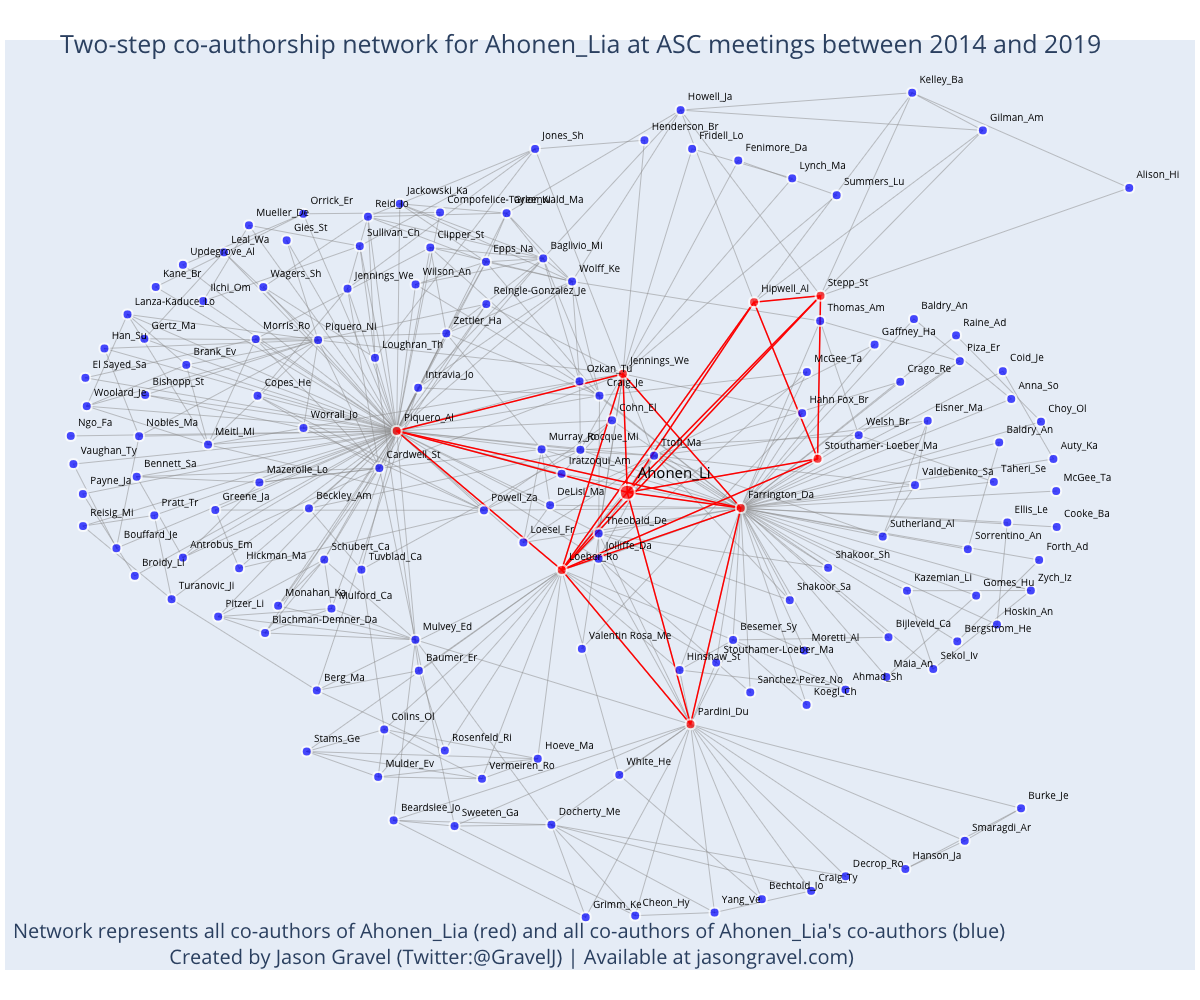 Two-step co-authorship network for Ahonen_Lia at ASC meetings between 2014 and 2019
Kelley_Ba
Howell_Ja
Gilman_Am
Henderson_Br
Jones_Sh
Fridell_Lo
Fenimore_Da
Lynch_Ma
Alison_Hi
Summers_Lu
Jackowski_Ka
Orrick_Er
Reid_Jo
Mueller_De
Gies_St
Sullivan_Ch
Clipper_St
Leal_Wa
Updegrove_Al
Epps_Na
Baglivio_Mi
Kane_Br
Ilchi_Om
Wagers_Sh
Jennings_We
Wilson_An
Wolff_Ke
Reingle-Gonzalez_Je
Hipwell_Al
Stepp_St
Lanza-Kaduce_Lo
Thomas_Am
Baldry_An
Gertz_Ma
Morris_Ro
Piquero_Ni
Zettler_Ha
Raine_Ad
Han_Su
Gaffney_Ha
Piza_Er
Brank_Ev
Loughran_Th
Jennings_We
McGee_Ta
Coid_Je
El Sayed_Sa
Ozkan_Tu
Bishopp_St
Copes_He
Intravia_Jo
Craig_Je
Crago_Re
Anna_So
Woolard_Je
Cohn_El
Hahn Fox_Br
Choy_Ol
Ngo_Fa
Nobles_Ma
Worrall_Jo
Piquero_Al
Welsh_Br
Eisner_Ma
Meitl_Mi
Murray_Jo
Rocque_Mi
Ttofi_Ma
Stouthamer- Loeber_Ma
Baldry_An
Auty_Ka
Vaughan_Ty
Cardwell_St
Iratzoqui_Am
Ahonen_Li
Bennett_Sa
Mazerolle_Lo
Valdebenito_Sa
Taheri_Se
McGee_Ta
Payne_Ja
Pratt_Tr
Greene_Ja
Beckley_Am
Powell_Za
DeLisi_Ma
Farrington_Da
Reisig_Mi
Ellis_Le
Cooke_Ba
Bouffard_Je
Loesel_Fr
Theobald_De
Sutherland_Al
Sorrentino_An
Antrobus_Em
Hickman_Ma
Schubert_Ca
Tuvblad_Ca
Loeber_Ro
Jolliffe_Da
Shakoor_Sh
Forth_Ad
Broidy_Li
Turanovic_Ji
Monahan_Ka
Mulford_Ca
Shakoor_Sa
Kazemian_Li
Gomes_Hu
Zych_Iz
Pitzer_Li
Blachman-Demner_Da
Hoskin_An
Mulvey_Ed
Valentin Rosa_Me
Besemer_Sy
Moretti_Al
Bijleveld_Ca
Bergstrom_He
Baumer_Er
Hinshaw_St
Stouthamer-Loeber_Ma
Maia_An
Sekol_Iv
Berg_Ma
Sanchez-Perez_No
Koegl_Ch
Ahmad_Sh
Colins_Ol
Pardini_Du
Stams_Ge
Rosenfeld_Ri
Hoeve_Ma
Mulder_Ev
Vermeiren_Ro
White_He
Beardslee_Jo
Sweeten_Ga
Docherty_Me
Burke_Je
Smaragdi_Ar
Hanson_Ja
Decrop_Ro
Craig_Ty
Bechtold_Jo
Yang_Ve
Grimm_Ke
Cheon_Hy
Network represents all co-authors of Ahonen_Lia (red) and all co-authors of Ahonen_Lia's co-authors (blue)
Created by Jason Gravel (Twitter:@GravelJ) | Available at jasongravel.com)